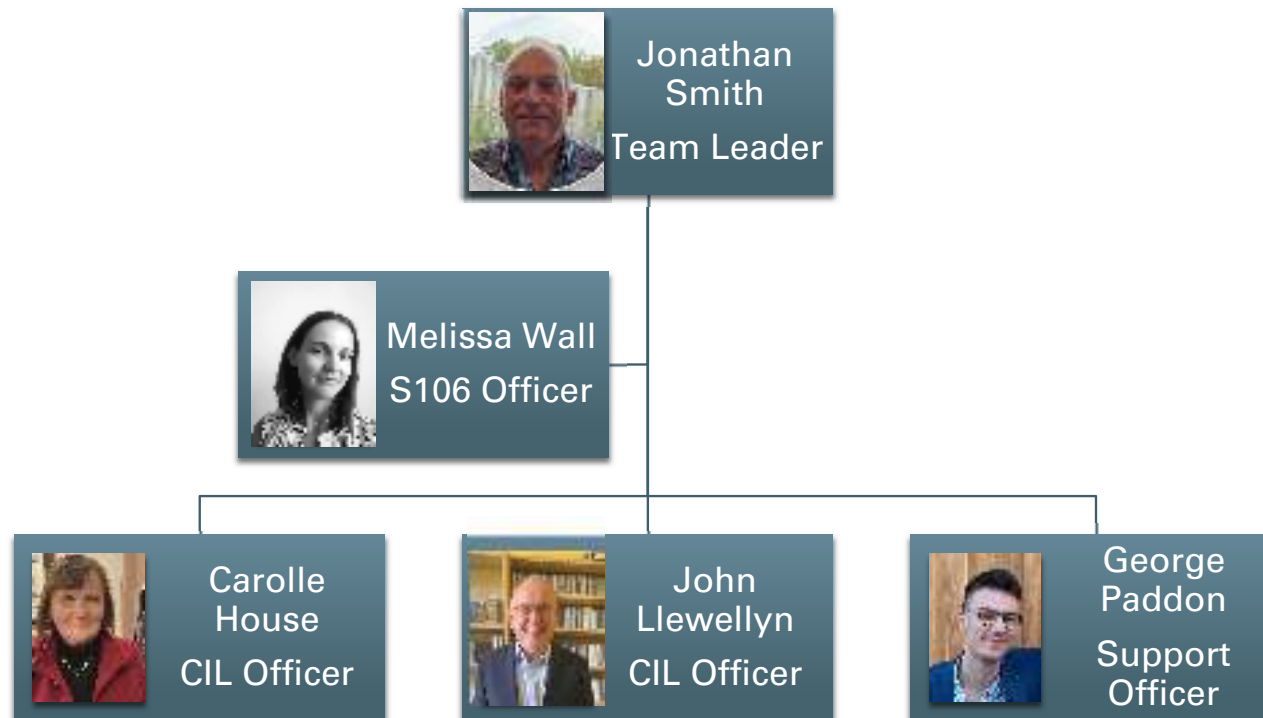 Jonathan
Smith
Team Leader
Melissa Wall
S106 Officer
Carolle
House
CIL Officer
John
Llewellyn
CIL Officer
George
Paddon
Support
Officer